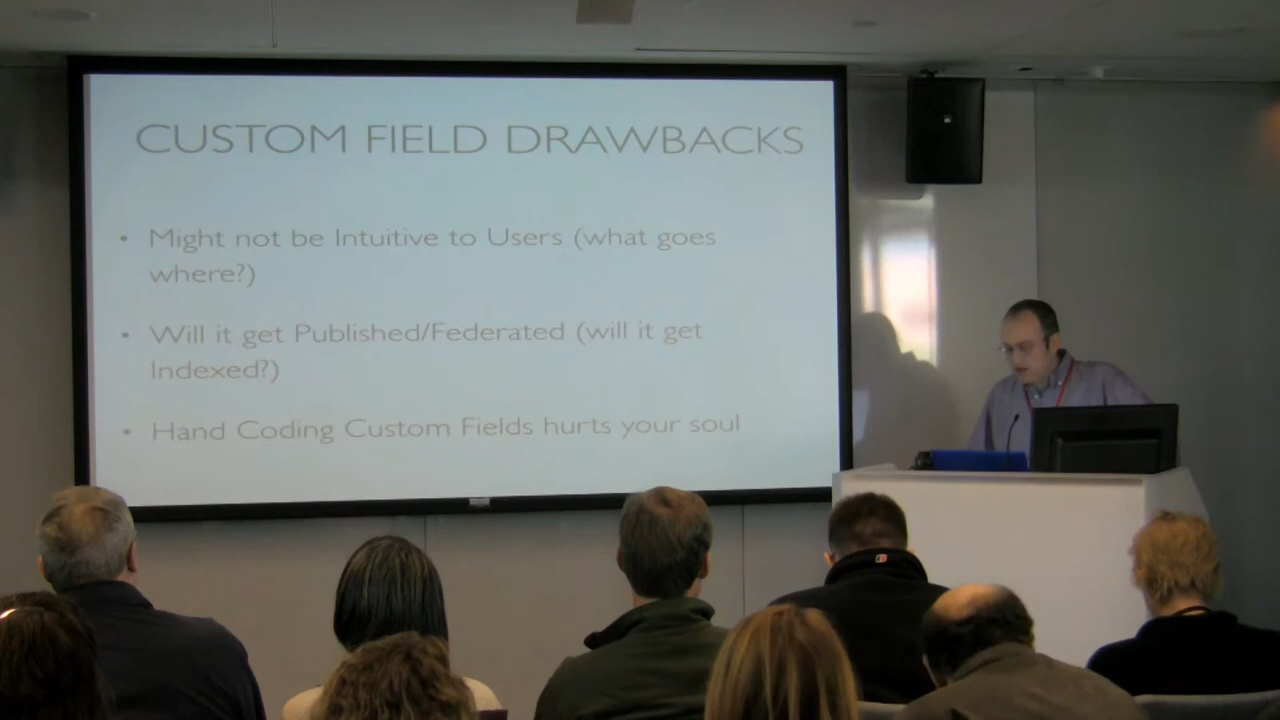 CUSTOM FIELD DRAWBACKS
• Might not be Intuitive to Users (what goes
where?)
• Will it get Published/Federated (will it get
Indexed?)
• Hand Coding Custom Fields hurts your soul